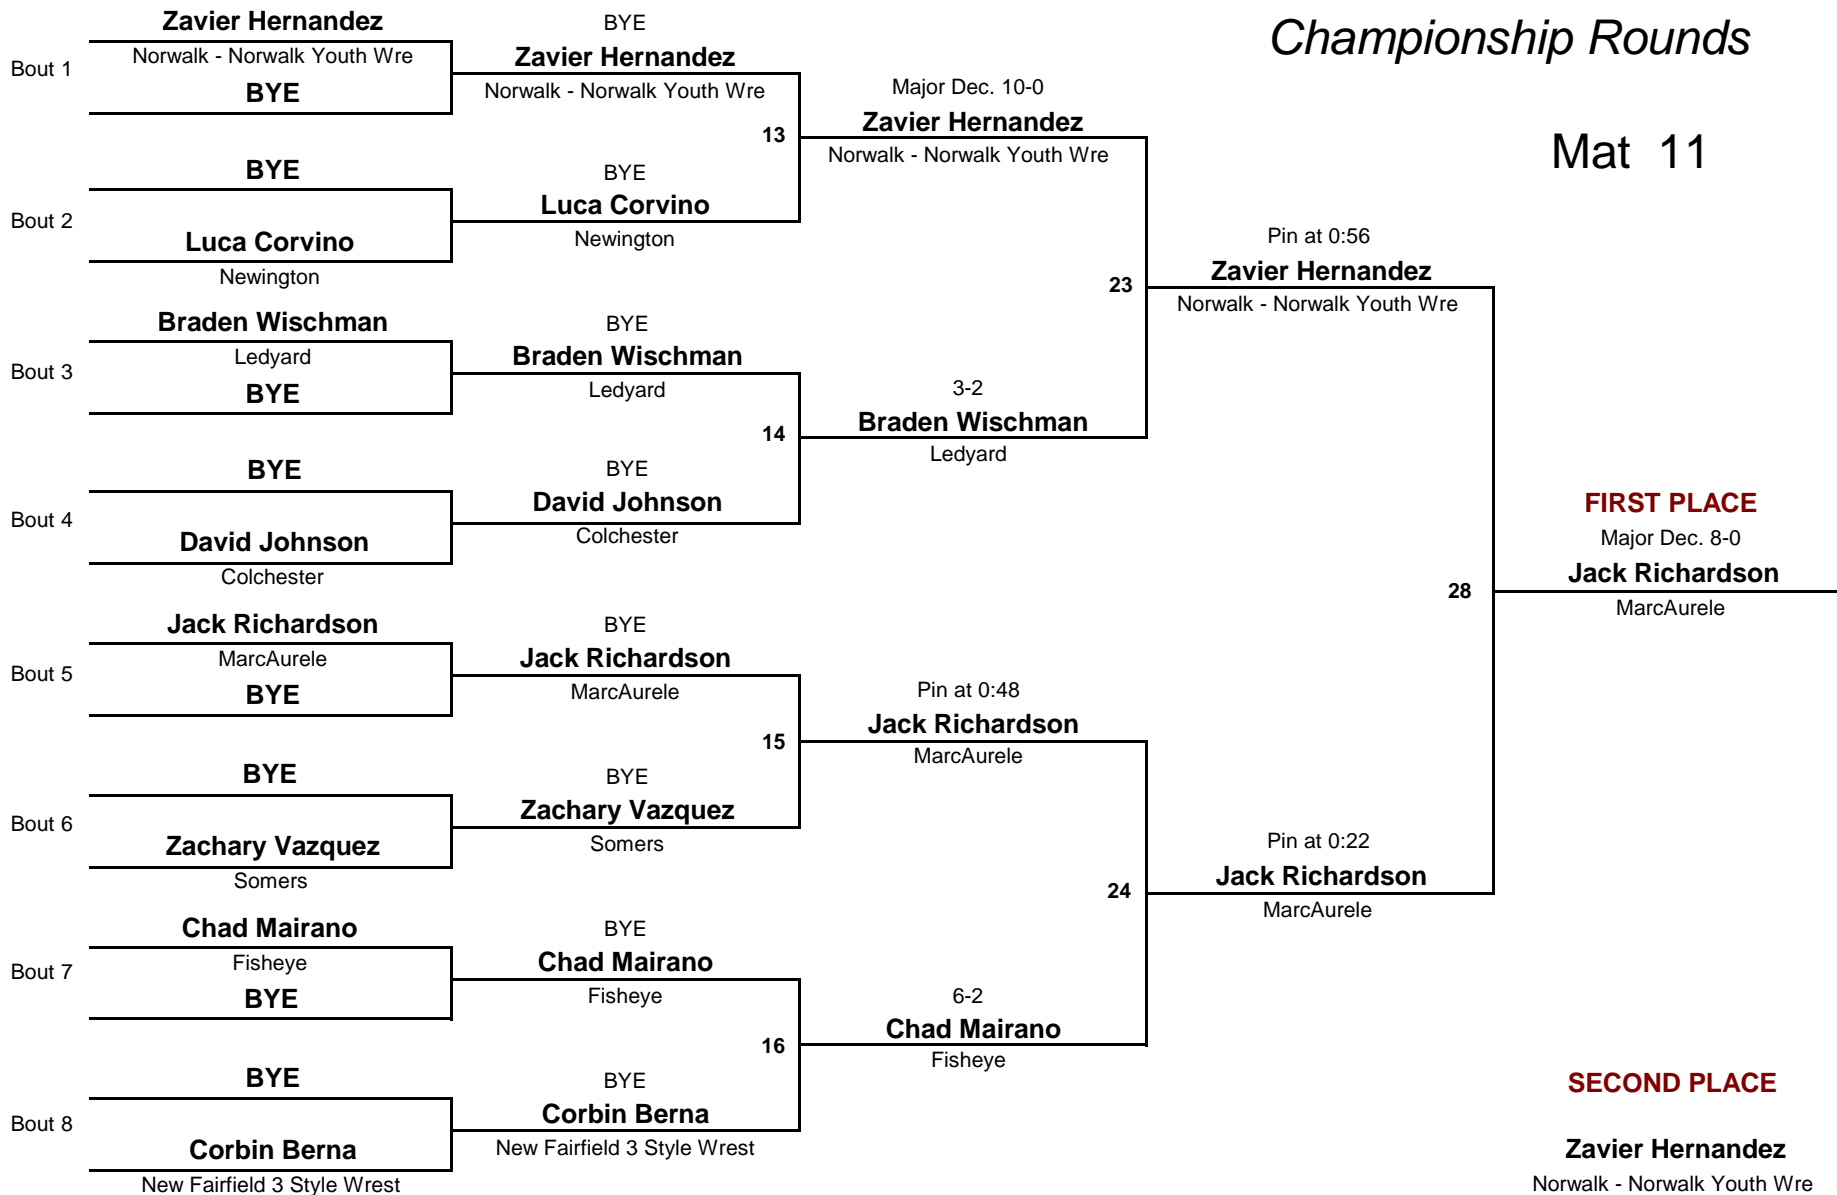 Championship Rounds
Mat 11
Bout 1
Zavier Hernandez
Norwalk - Norwalk Youth Wre
BYE
Bout 2
BYE
Luca Corvino
Newington
Bout 3
Braden Wischman
Ledyard
BYE
Bout 4
BYE
David Johnson
Colchester
Bout 5
Jack Richardson
MarcAurele
BYE
Bout 6
BYE
Zachary Vazquez
Somers
Bout 7
Chad Mairano
Fisheye
BYE
Bout 8
BYE
Corbin Berna
New Fairfield 3 Style Wrest
BYE
Zavier Hernandez
Norwalk - Norwalk Youth Wre
13
BYE
Luca Corvino
Newington
BYE
Braden Wischman
Ledyard
14
BYE
David Johnson
Colchester
BYE
Jack Richardson
MarcAurele
15
BYE
Zachary Vazquez
Somers
BYE
Chad Mairano
Fisheye
16
BYE
Corbin Berna
New Fairfield 3 Style Wrest
Major Dec. 10-0
Zavier Hernandez
Norwalk - Norwalk Youth Wre
23
3-2
Braden Wischman
Ledyard
Pin at 0:48
Jack Richardson
MarcAurele
24
6-2
Chad Mairano
Fisheye
Pin at 0:56
Zavier Hernandez
Norwalk - Norwalk Youth Wre
28
Pin at 0:22
Jack Richardson
MarcAurele
FIRST PLACE
Major Dec. 8-0
Jack Richardson
MarcAurele
SECOND PLACE
Zavier Hernandez
Norwalk - Norwalk Youth Wre